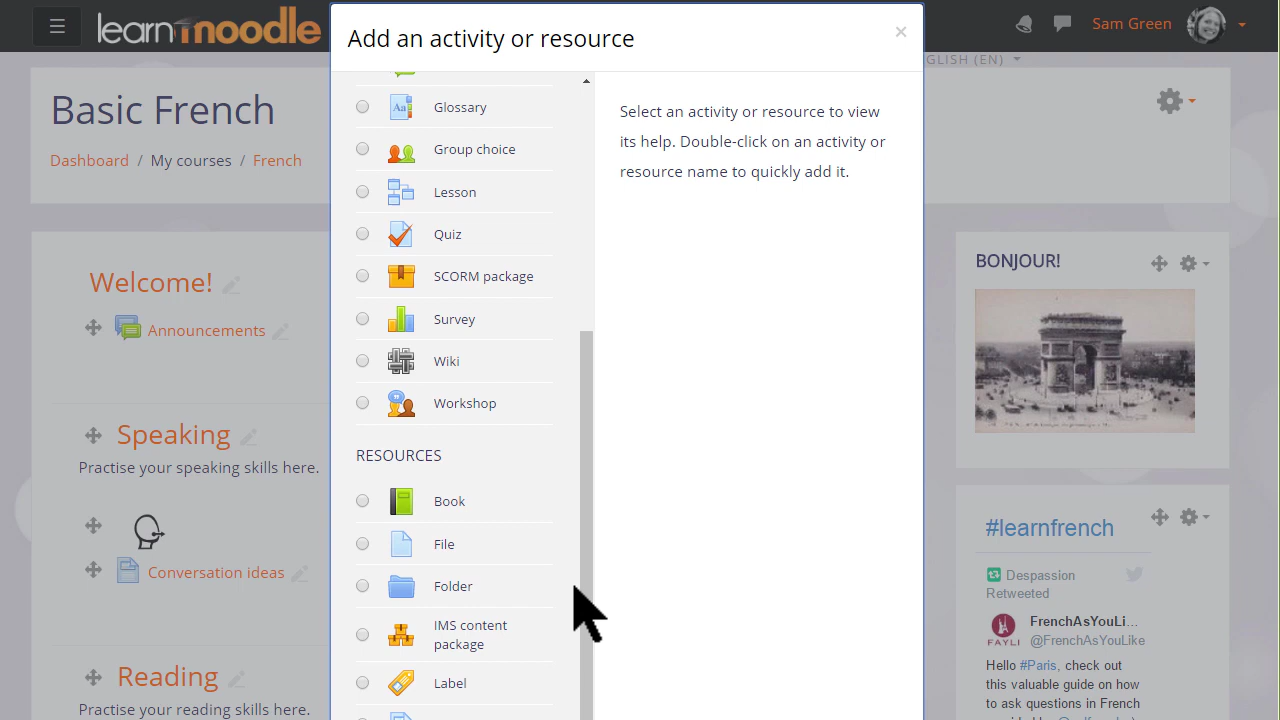 learn moodle
Add an activity or resource
×
Sam Green
GLISH (EN)
Basic French
Dashboard / My courses / French
Welcome!
Announcements
Speaking
Practise your speaking skills here.
Conversation ideas
Reading
Practise your reading skills here.
Glossary
Group choice
Lesson
Quiz
SCORM package
Survey
Wiki
Workshop
RESOURCES
Book
File
Folder
IMS content
package
Label
Select an activity or resource to view
its help. Double-click on an activity or
resource name to quickly add it.
BONJOUR!
#learnfrench
Despassion
Retweeted
FAYLI
FrenchAsYouLi...
@FrenchAsYouLike
Hello #Paris, check out
this valuable guide on how
to ask questions in French